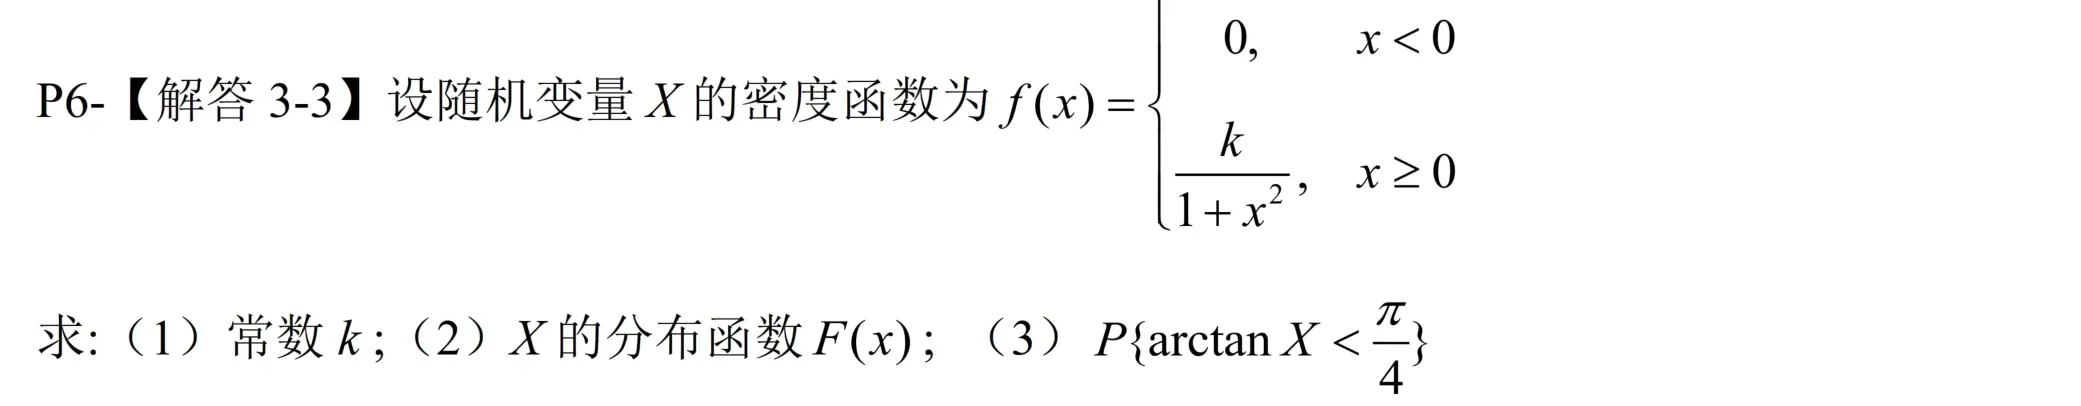 P6-【解答 3-3】设随机变量 X 的密度函数为 f(x) = { 0, x < 0
k/(1 + x²), x ≥ 0
求:（1）常数 k ;（2）X 的分布函数 F(x) ; （3） P{arctan X < π/4}